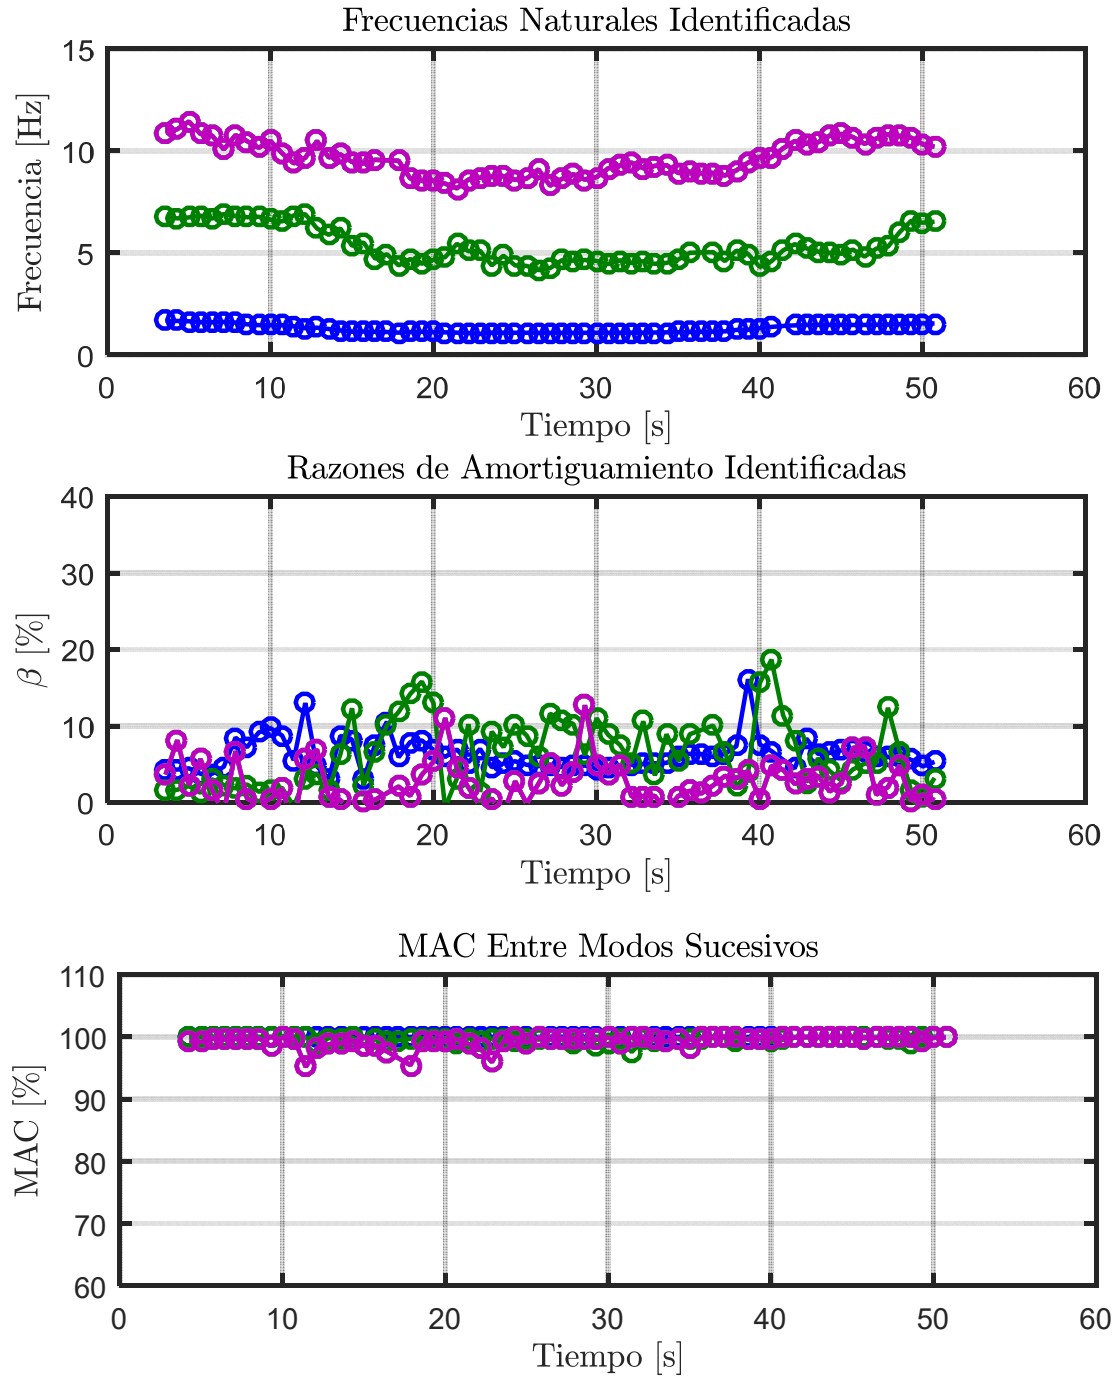 Frecuencias Naturales Identificadas
15
10
5
0
Frecuencia [Hz]
0 10 20 30 40 50 60
Tiempo [s]
Razones de Amortiguamiento Identificadas
40
30
20
10
0
β [%]
0 10 20 30 40 50 60
Tiempo [s]
MAC Entre Modos Sucesivos
110
100
90
80
70
60
MAC [%]
0 10 20 30 40 50 60
Tiempo [s]